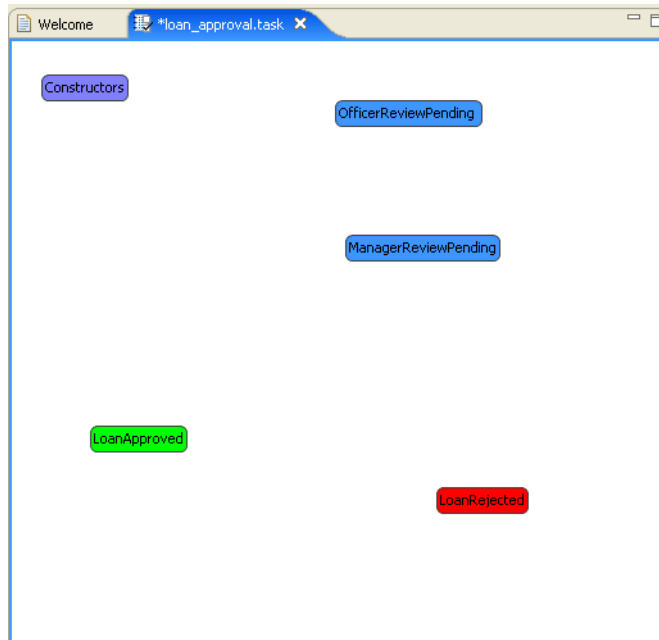 Welcome
*loan_approval.task
Constructors
OfficerReviewPending
ManagerReviewPending
LoanApproved
LoanRejected